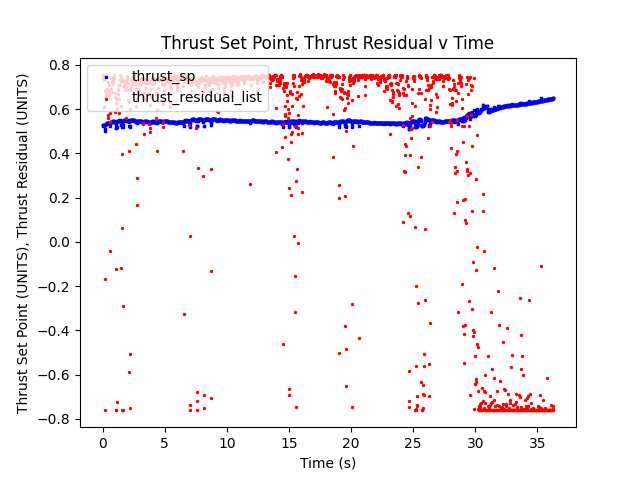 Thrust Set Point, Thrust Residual v Time
thrust_sp
thrust_residual_list
Thrust Set Point (UNITS), Thrust Residual (UNITS)
0.8
0.6
0.4
0.2
0.0
−0.2
−0.4
−0.6
−0.8
0 5 10 15 20 25 30 35
Time (s)